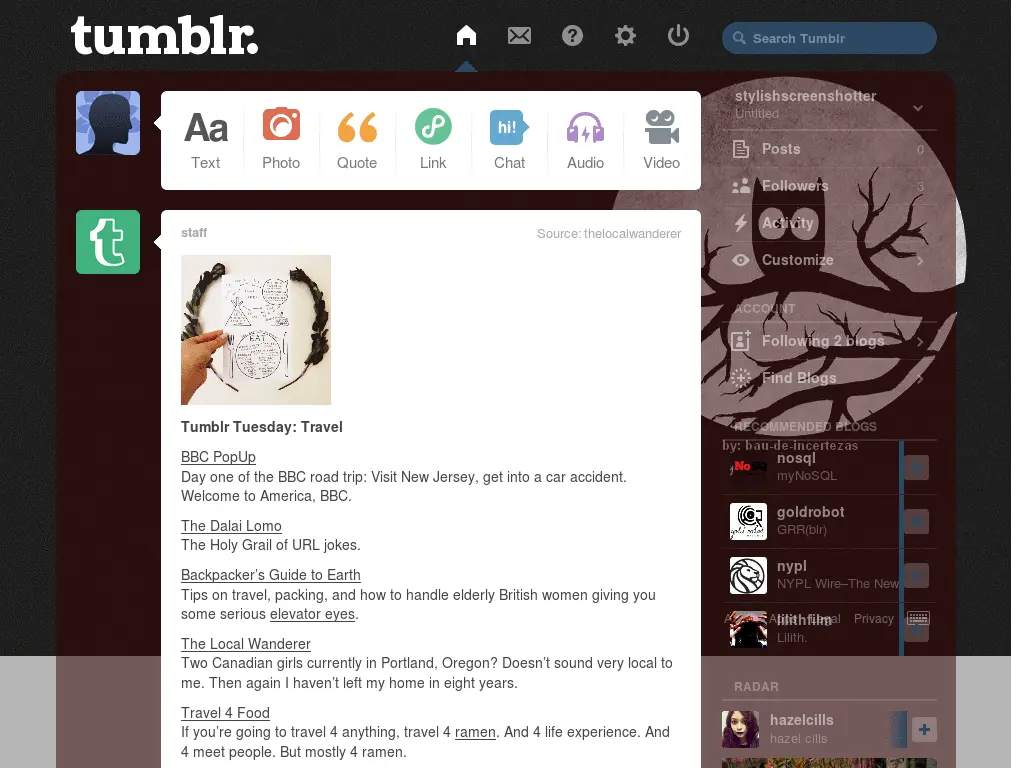 tumblr.
Search Tumblr
Aa
hi!
Text
Photo
Quote
Link
Chat
Audio
Video
stylishscreenshotter
Untitled
Posts 0
Followers 3
Activity
Customize
ACCOUNT
Following 2 blogs
Find Blogs
RECOMMENDED BLOGS
by: bau-de-incertezas
nosql
myNoSQL
goldrobot
GRR(blr)
nypl
NYPL Wire–The New
lilithfilm
Lilith.
Legal Privacy
RADAR
hazelcills
hazel cills
staff
Source: thelocalwanderer
EAT
Tumblr Tuesday: Travel
BBC PopUp
Day one of the BBC road trip: Visit New Jersey, get into a car accident.
Welcome to America, BBC.
The Dalai Lomo
The Holy Grail of URL jokes.
Backpacker’s Guide to Earth
Tips on travel, packing, and how to handle elderly British women giving you
some serious elevator eyes.
The Local Wanderer
Two Canadian girls currently in Portland, Oregon? Doesn’t sound very local to
me. Then again I haven’t left my home in eight years.
Travel 4 Food
If you’re going to travel 4 anything, travel 4 ramen. And 4 life experience. And
4 meet people. But mostly 4 ramen.